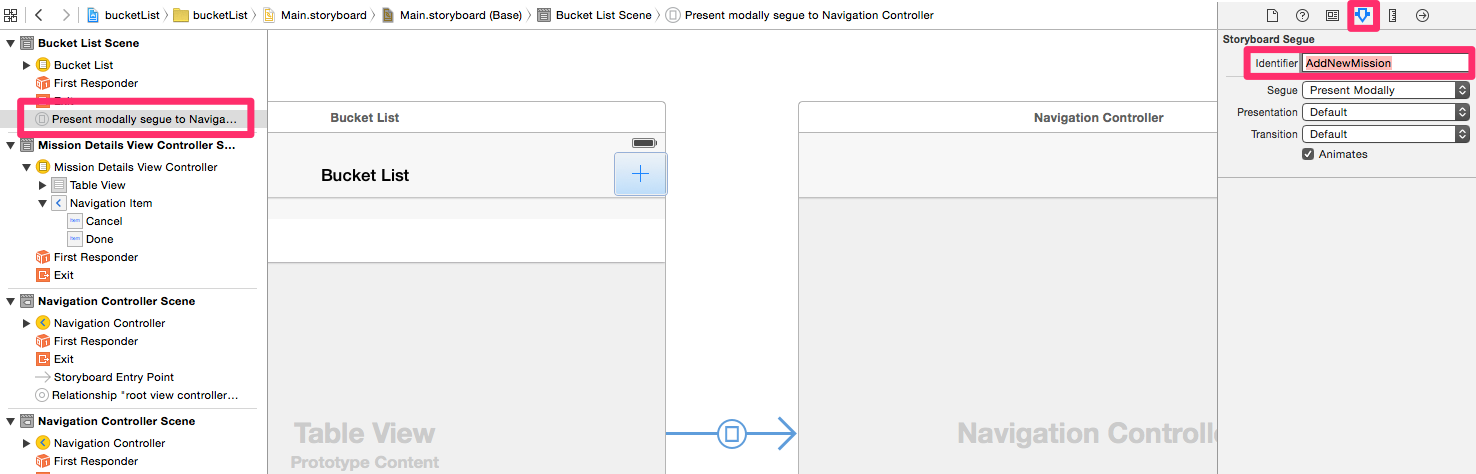 bucketList
bucketList
Main.storyboard
Main.storyboard (Base)
Bucket List Scene
Present modally segue to Navigation Controller
Bucket List Scene
Bucket List
First Responder
Present modally segue to Naviga...
Mission Details View Controller S...
Mission Details View Controller
Table View
Navigation Item
Cancel
Done
First Responder
Exit
Navigation Controller Scene
Navigation Controller
First Responder
Exit
Storyboard Entry Point
Relationship "root view controller...
Navigation Controller Scene
Navigation Controller
First Responder
Bucket List
Bucket List
Table View
Prototype Content
Navigation Controller
Navigation Controlle
Storyboard Segue
Identifier AddNewMission
Segue Present Modally
Presentation Default
Transition Default
Animates